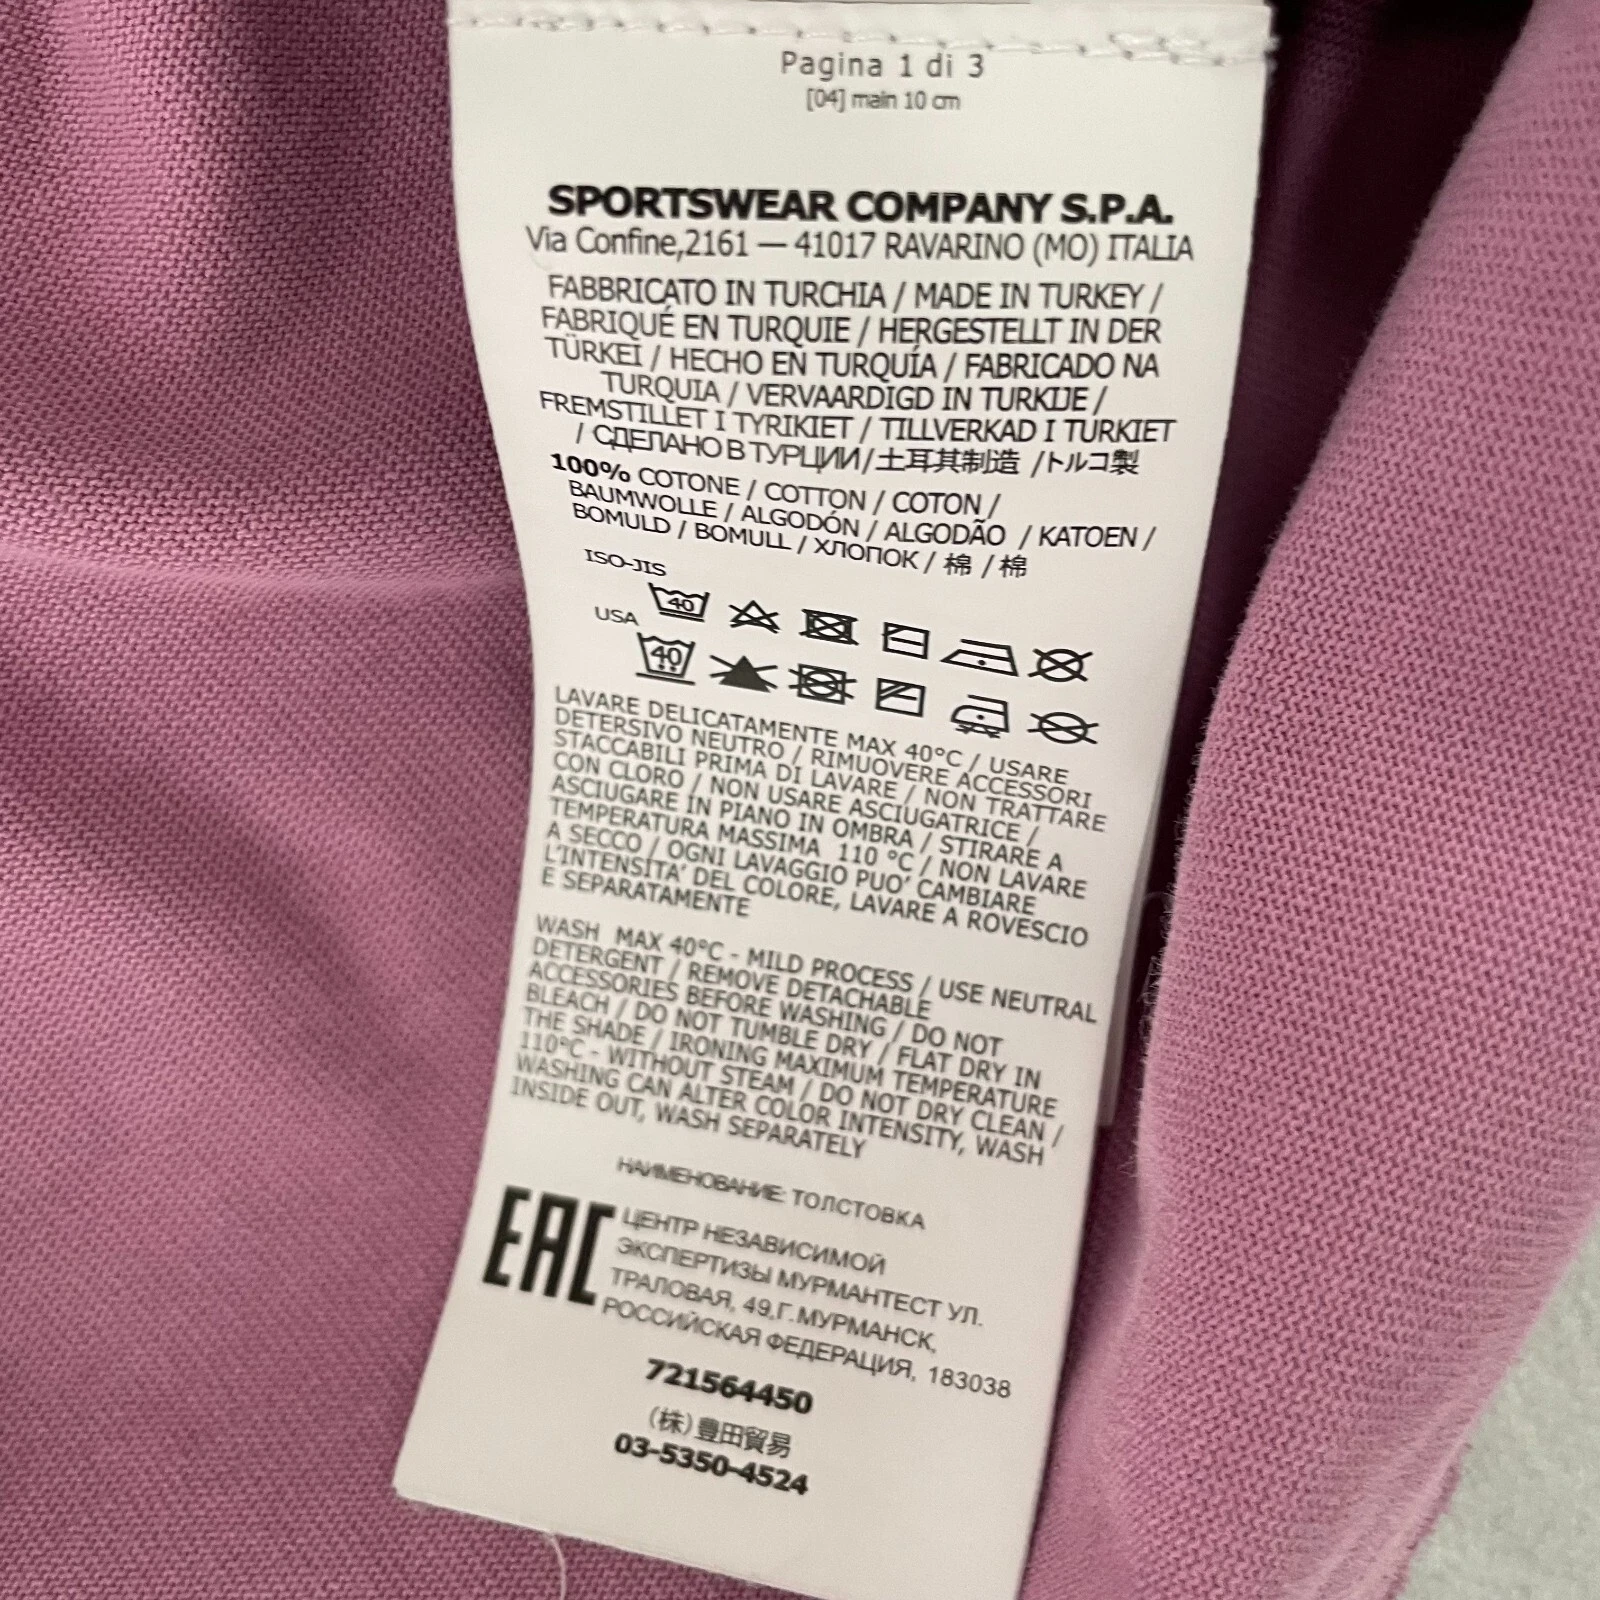 Pagina 1 di 3
[04] main 10 cm
SPORTSWEAR COMPANY S.P.A.
Via Confine,2161 — 41017 RAVARINO (MO) ITALIA
FABBRICATO IN TURCHIA / MADE IN TURKEY /
FABRIQUÉ EN TURQUIE / HERGESTELLT IN DER
TÜRKEI / HECHO EN TURQUÍA / FABRICADO NA
TURQUIA / VERVAARDIGD IN TURKIJE /
FREMSTILLET I TYRIKIET / TILLVERKAD I TURKIET
/ СДЕЛАНО В ТУРЦИИ/土耳其制造 /トルコ製
100% COTONE / COTTON / COTON /
BAUMWOLLE / ALGODÓN / ALGODÃO / KATOEN /
BOMULD / BOMULL / ХЛОПОК / 棉 / 棉
ISO-JIS
40
USA
40
LAVARE DELICATAMENTE MAX 40°C / USARE
DETERSIVO NEUTRO / RIMUOVERE ACCESSORI
STACCABILI PRIMA DI LAVARE / NON TRATTARE
CON CLORO / NON USARE ASCIUGATRICE /
ASCIUGARE IN PIANO IN OMBRA / STIRARE A
TEMPERATURA MASSIMA 110 °C / NON LAVARE
A SECCO / OGNI LAVAGGIO PUO' CAMBIARE
L'INTENSITA' DEL COLORE, LAVARE A ROVESCIO
E SEPARATAMENTE
WASH MAX 40°C - MILD PROCESS / USE NEUTRAL
DETERGENT / REMOVE DETACHABLE
ACCESSORIES BEFORE WASHING / DO NOT
BLEACH / DO NOT TUMBLE DRY / FLAT DRY IN
THE SHADE / IRONING MAXIMUM TEMPERATURE
110°C - WITHOUT STEAM / DO NOT DRY CLEAN /
WASHING CAN ALTER COLOR INTENSITY, WASH
INSIDE OUT, WASH SEPARATELY
НАИМЕНОВАНИЕ: ТОЛСТОВКА
EAC
ЦЕНТР НЕЗАВИСИМОЙ
ЭКСПЕРТИЗЫ МУРМАНТЕСТ УЛ.
ТРАЛОВАЯ, 49,Г.МУРМАНСК,
РОССИЙСКАЯ ФЕДЕРАЦИЯ, 183038
721564450
(株)豊田貿易
03-5350-4524